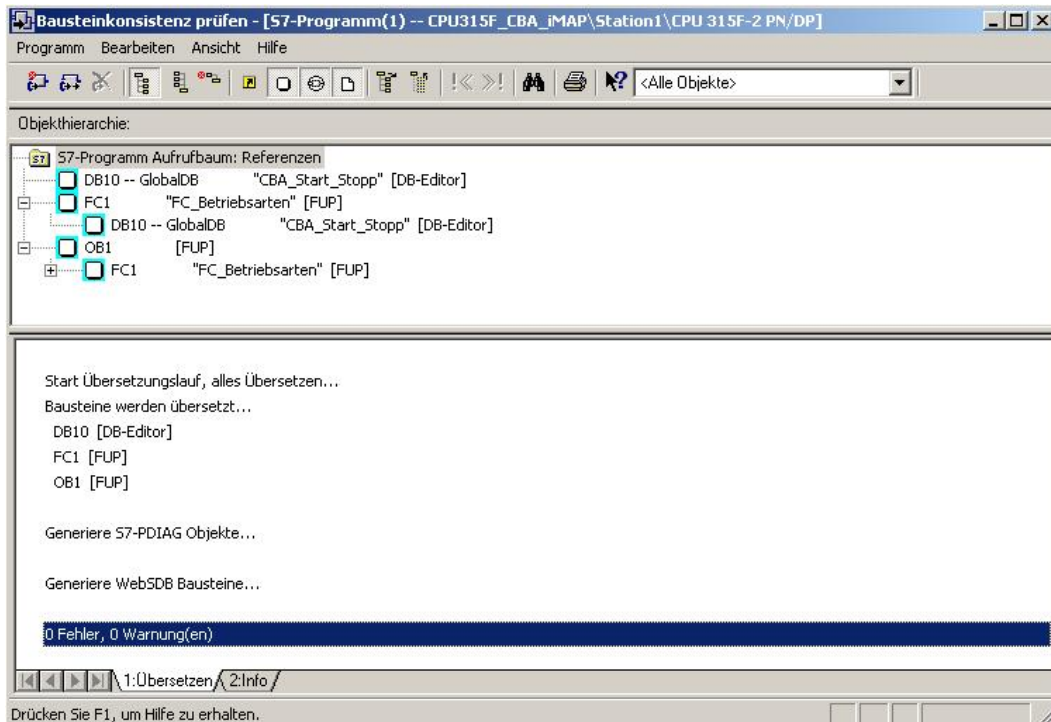 Bausteinkonsistenz prüfen - [S7-Programm(1) -- CPU315F_CBA_iMAP\Station1\CPU 315F-2 PN/DP]
Programm Bearbeiten Ansicht Hilfe
<Alle Objekte>
Objekthierarchie:
S7-Programm Aufrufbaum: Referenzen
DB10 -- GlobalDB "CBA_Start_Stopp" [DB-Editor]
FC1 "FC_Betriebsarten" [FUP]
DB10 -- GlobalDB "CBA_Start_Stopp" [DB-Editor]
OB1 [FUP]
FC1 "FC_Betriebsarten" [FUP]
Start Übersetzungslauf, alles Übersetzen...
Bausteine werden übersetzt...
DB10 [DB-Editor]
FC1 [FUP]
OB1 [FUP]
Generiere S7-PDIAG Objekte...
Generiere WebSDB Bausteine...
0 Fehler, 0 Warnung(en)
1:Übersetzen 2:Info
Drücken Sie F1, um Hilfe zu erhalten.